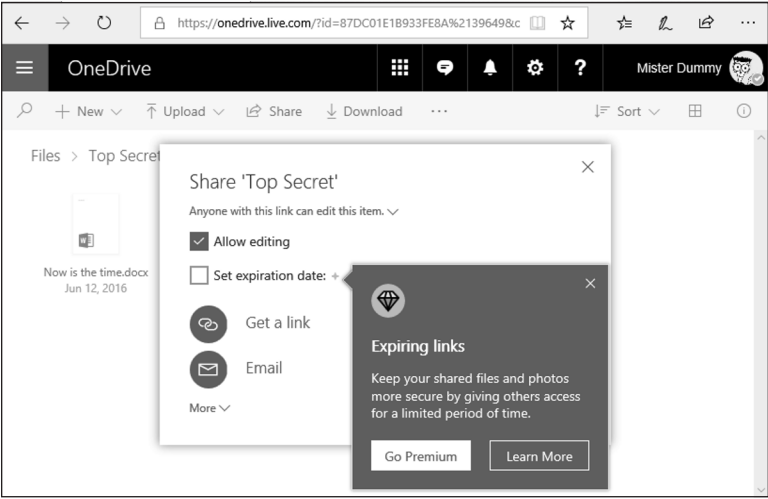 https://onedrive.live.com/?id=87DC01E1B933FE8A%2139649&c
OneDrive
?
Mister Dummy
New
Upload
Share
Download
Sort
Files > Top Secret
Share 'Top Secret'
Anyone with this link can edit this item.
Allow editing
Set expiration date:
Now is the time.docx
Jun 12, 2016
Get a link
Email
More
Expiring links
Keep your shared files and photos
more secure by giving others access
for a limited period of time.
Go Premium
Learn More